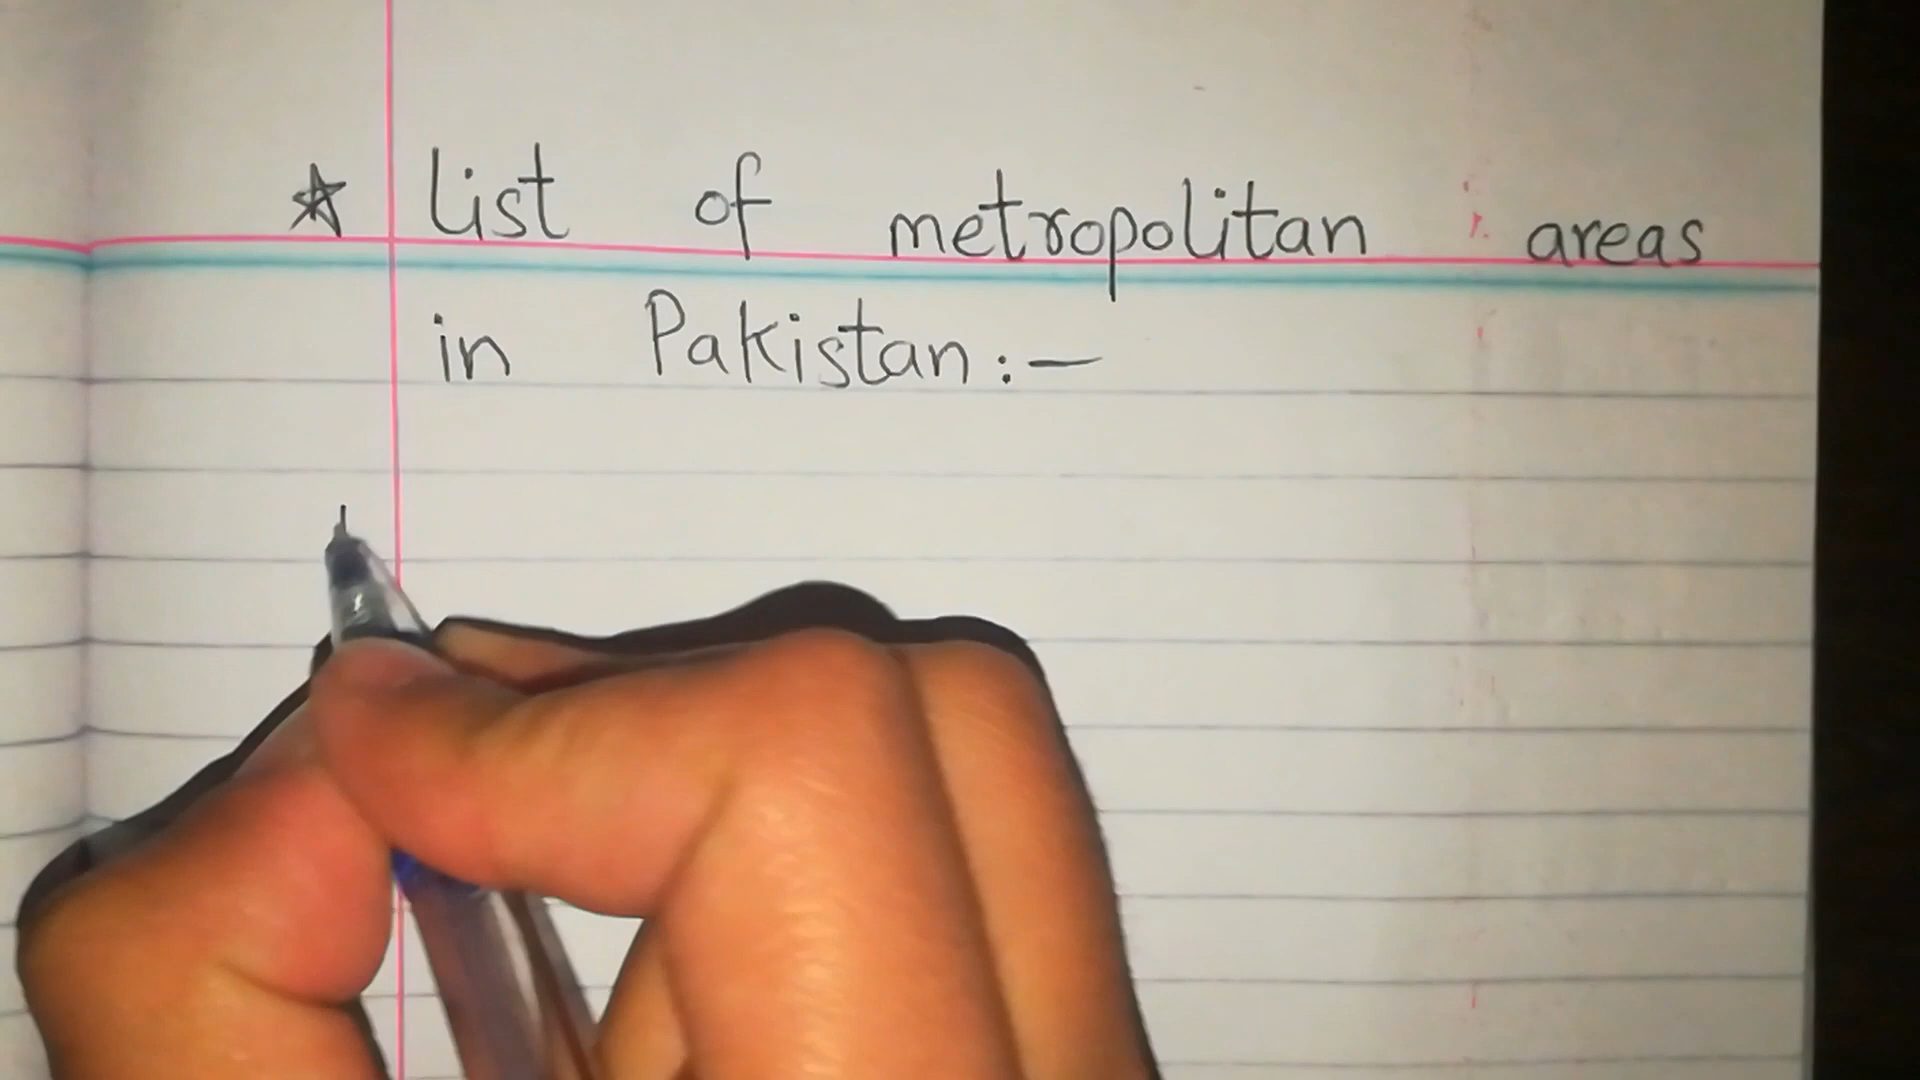 ☆ List of metropolitan areas
in Pakistan:-